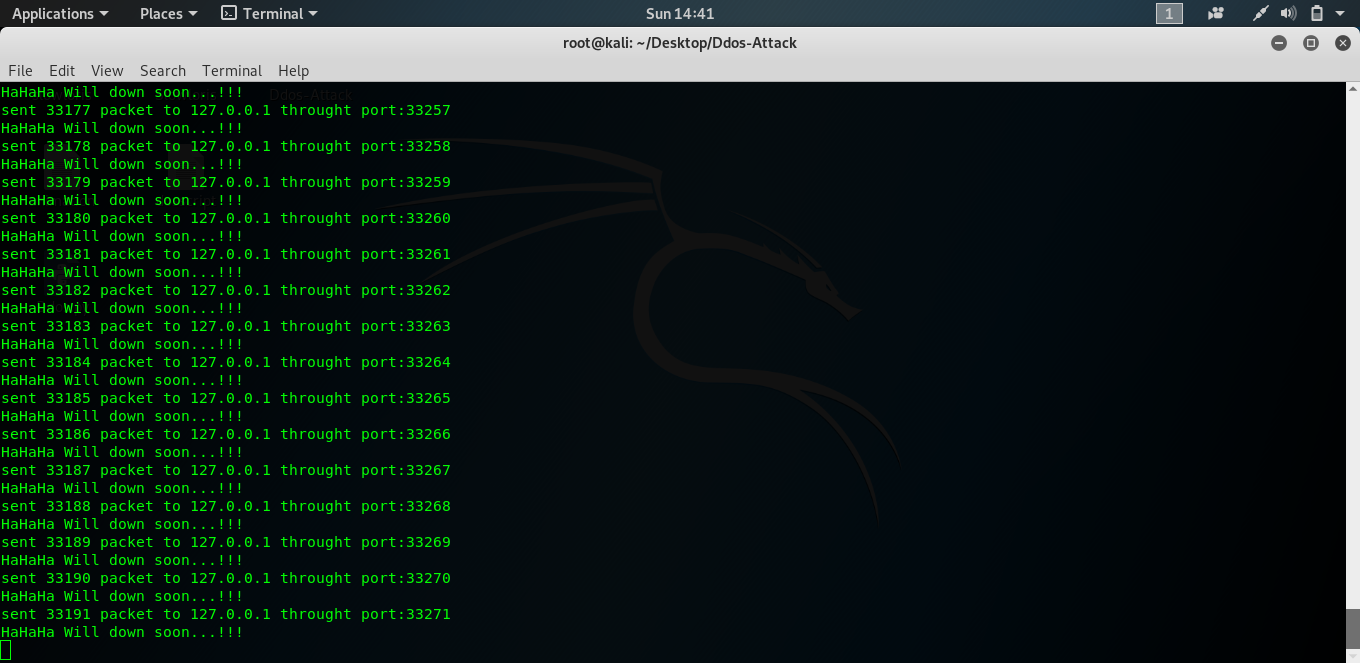 Applications Places Terminal Sun 14:41 1
root@kali: ~/Desktop/Ddos-Attack
File Edit View Search Terminal Help
HaHaHa Will down soon...!!!
Ddos-Attack
sent 33177 packet to 127.0.0.1 throught port:33257
HaHaHa Will down soon...!!!
sent 33178 packet to 127.0.0.1 throught port:33258
HaHaHa Will down soon...!!!
sent 33179 packet to 127.0.0.1 throught port:33259
HaHaHa Will down soon...!!!
sent 33180 packet to 127.0.0.1 throught port:33260
HaHaHa Will down soon...!!!
sent 33181 packet to 127.0.0.1 throught port:33261
HaHaHa Will down soon...!!!
sent 33182 packet to 127.0.0.1 throught port:33262
HaHaHa Will down soon...!!!
sent 33183 packet to 127.0.0.1 throught port:33263
HaHaHa Will down soon...!!!
sent 33184 packet to 127.0.0.1 throught port:33264
HaHaHa Will down soon...!!!
sent 33185 packet to 127.0.0.1 throught port:33265
HaHaHa Will down soon...!!!
sent 33186 packet to 127.0.0.1 throught port:33266
HaHaHa Will down soon...!!!
sent 33187 packet to 127.0.0.1 throught port:33267
HaHaHa Will down soon...!!!
sent 33188 packet to 127.0.0.1 throught port:33268
HaHaHa Will down soon...!!!
sent 33189 packet to 127.0.0.1 throught port:33269
HaHaHa Will down soon...!!!
sent 33190 packet to 127.0.0.1 throught port:33270
HaHaHa Will down soon...!!!
sent 33191 packet to 127.0.0.1 throught port:33271
HaHaHa Will down soon...!!!